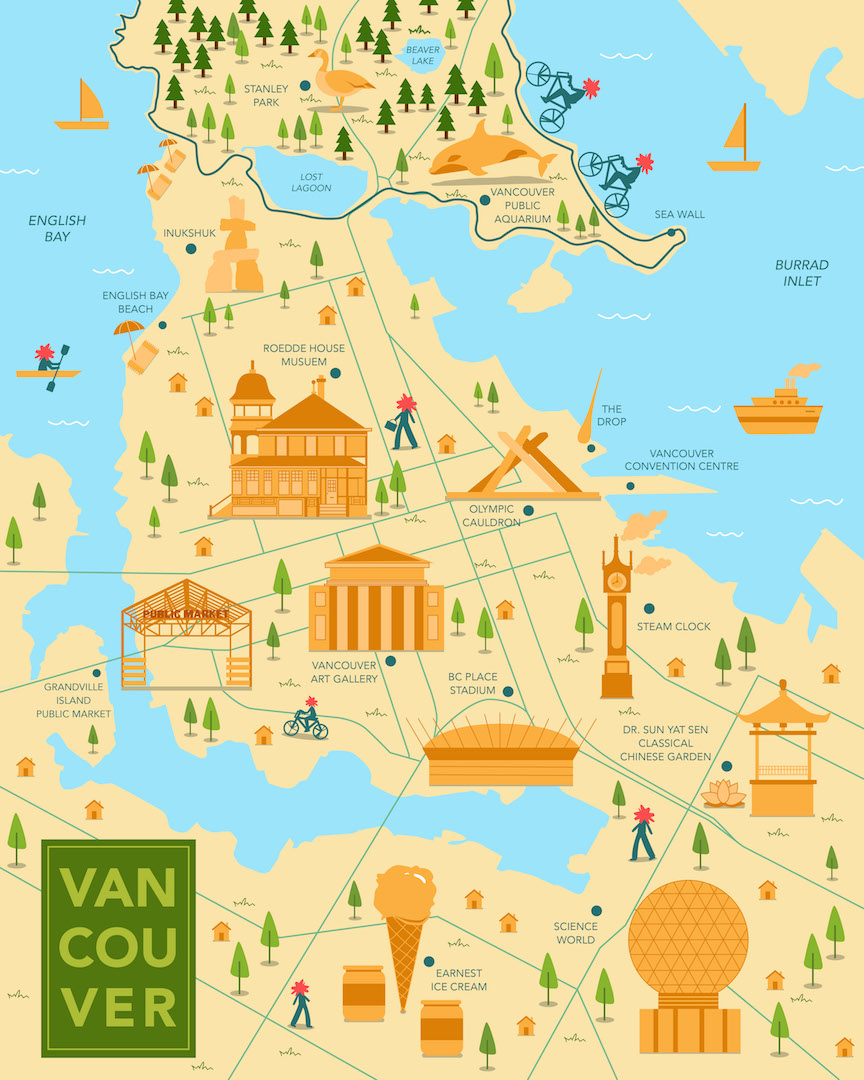 BEAVER
LAKE
STANLEY
PARK
LOST
LAGOON
VANCOUVER
PUBLIC
AQUARIUM
SEA WALL
ENGLISH
BAY
INUKSHUK
BURRAD
INLET
ENGLISH BAY
BEACH
ROEDDE HOUSE
MUSUEM
THE
DROP
VANCOUVER
CONVENTION CENTRE
OLYMPIC
CAULDRON
PUBLIC MARKET
STEAM CLOCK
VANCOUVER
ART GALLERY
BC PLACE
STADIUM
GRANDVILLE
ISLAND
PUBLIC MARKET
DR. SUN YAT SEN
CLASSICAL
CHINESE GARDEN
VAN
COU
VER
SCIENCE
WORLD
EARNEST
ICE CREAM